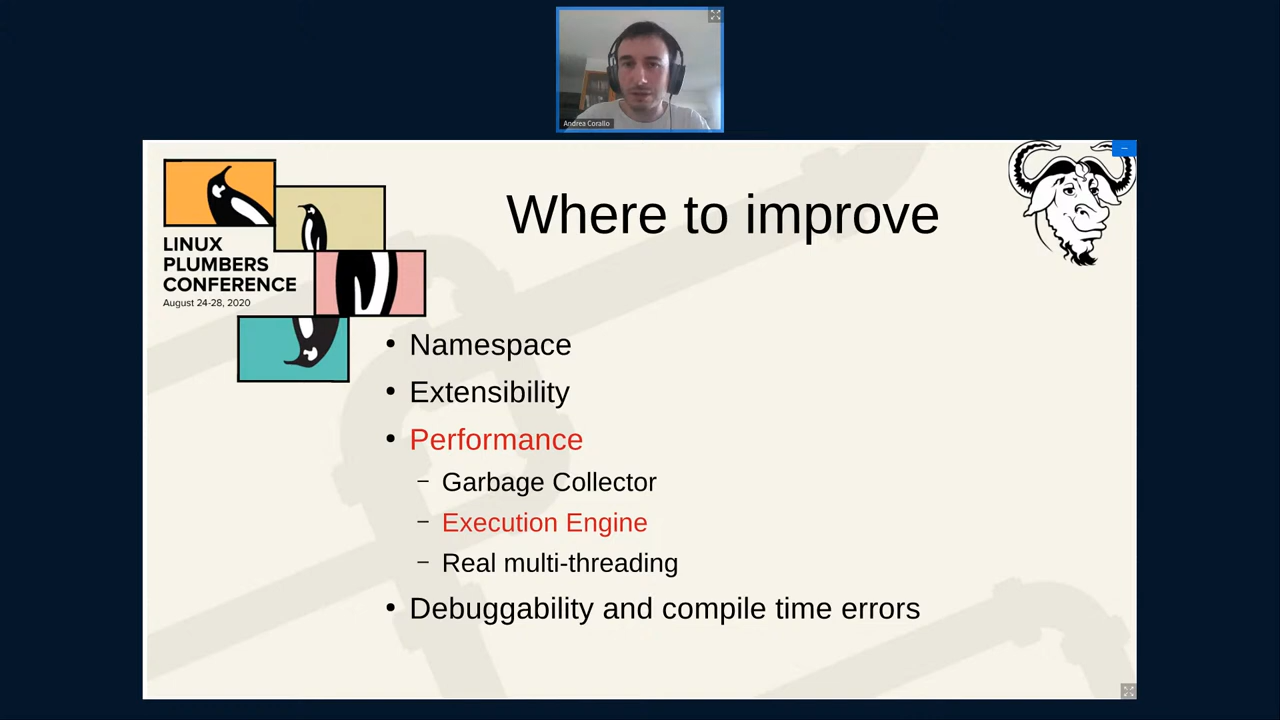 Andrea Corallo
LINUX
PLUMBERS
CONFERENCE
August 24-28, 2020
Where to improve
• Namespace
• Extensibility
• Performance
– Garbage Collector
– Execution Engine
– Real multi-threading
• Debuggability and compile time errors